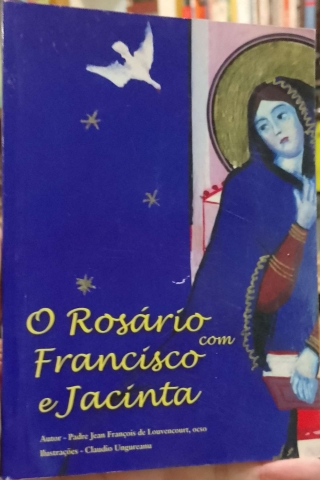 O Rosário
com
Francisco
e Jacinta
Autor - Padre Jean François de Louvencourt, ocso
Ilustrações - Claudio Ungureanu